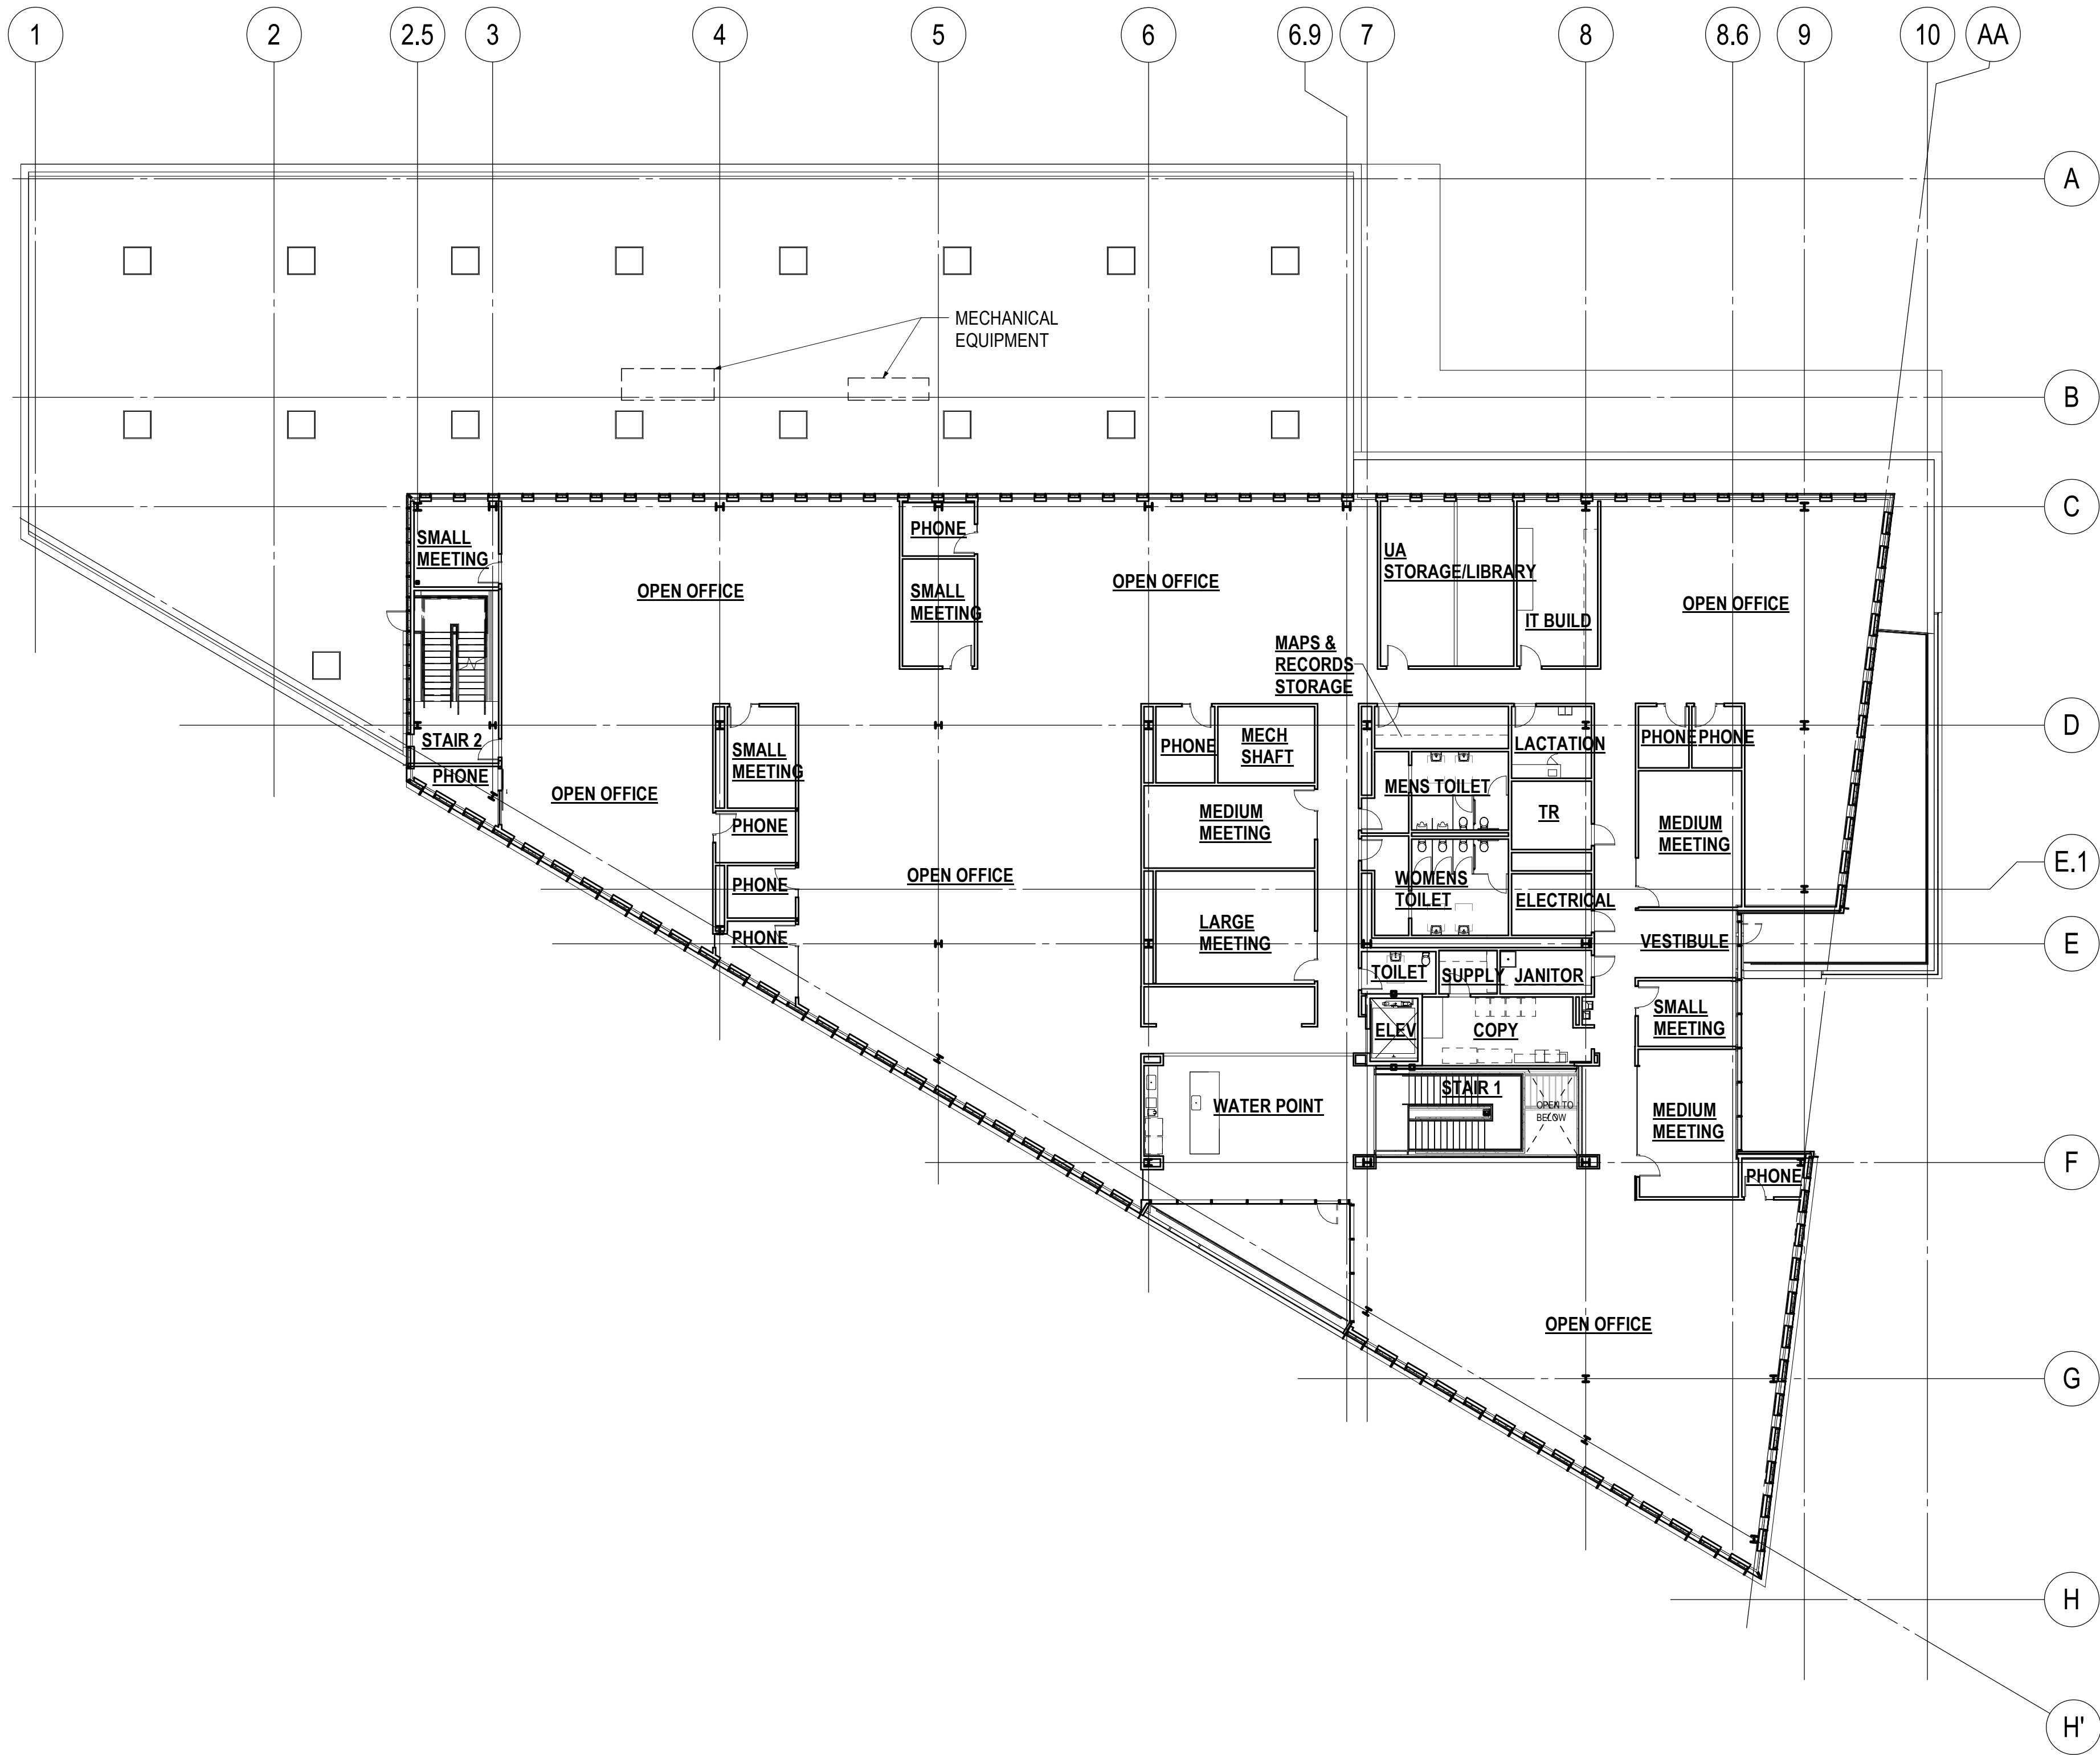 1
2
2.5
3
4
5
6
6.9
7
8
8.6
9
10
AA
A
MECHANICAL
EQUIPMENT
B
C
SMALL
MEETING
PHONE
SMALL
MEETING
OPEN OFFICE
OPEN OFFICE
UA
STORAGE/LIBRARY
IT BUILD
OPEN OFFICE
MAPS &
RECORDS
STORAGE
D
STAIR 2
PHONE
OPEN OFFICE
SMALL
MEETING
PHONE
PHONE
PHONE
OPEN OFFICE
PHONE
MECH
SHAFT
MEDIUM
MEETING
LARGE
MEETING
LACTATION
MENS TOILET
TR
WOMENS
TOILET
ELECTRICAL
PHONE
PHONE
MEDIUM
MEETING
E.1
VESTIBULE
E
TOILET
SUPPLY
JANITOR
ELEV
COPY
SMALL
MEETING
STAIR 1
OPEN TO
BELOW
WATER POINT
MEDIUM
MEETING
F
PHONE
OPEN OFFICE
G
H
H'